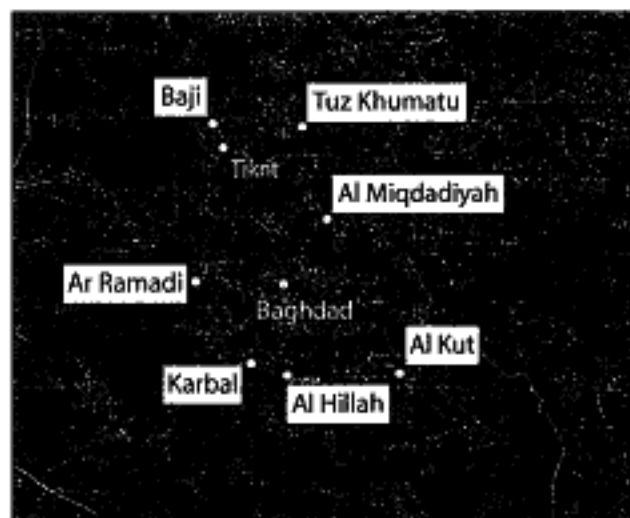 Baji
Tuz Khumatu
Tikrit
Al Miqdadiyah
Ar Ramadi
Baghdad
Al Kut
Karbal
Al Hillah